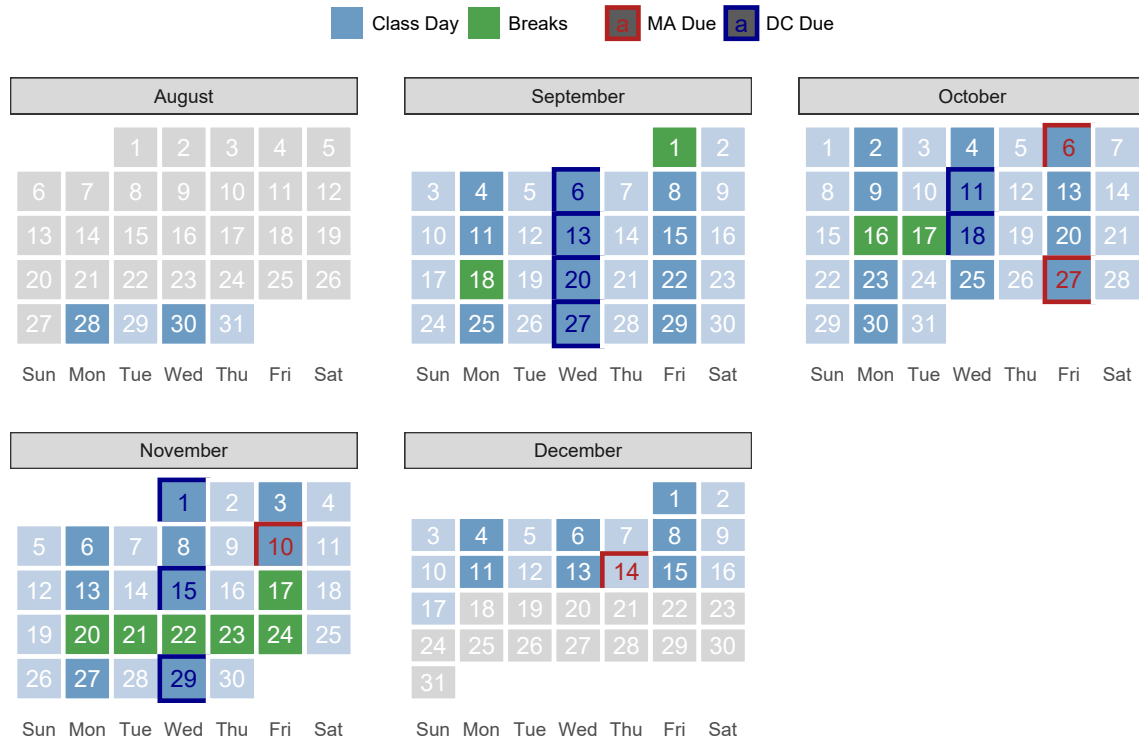 Class Day Breaks a MA Due a DC Due
August
1 2 3 4 5
6 7 8 9 10 11 12
13 14 15 16 17 18 19
20 21 22 23 24 25 26
27 28 29 30 31
Sun Mon Tue Wed Thu Fri Sat
September
1 2
3 4 5 6 7 8 9
10 11 12 13 14 15 16
17 18 19 20 21 22 23
24 25 26 27 28 29 30
Sun Mon Tue Wed Thu Fri Sat
October
1 2 3 4 5 6 7
8 9 10 11 12 13 14
15 16 17 18 19 20 21
22 23 24 25 26 27 28
29 30 31
Sun Mon Tue Wed Thu Fri Sat
November
1 2 3 4
5 6 7 8 9 10 11
12 13 14 15 16 17 18
19 20 21 22 23 24 25
26 27 28 29 30
Sun Mon Tue Wed Thu Fri Sat
December
1 2
3 4 5 6 7 8 9
10 11 12 13 14 15 16
17 18 19 20 21 22 23
24 25 26 27 28 29 30
31
Sun Mon Tue Wed Thu Fri Sat